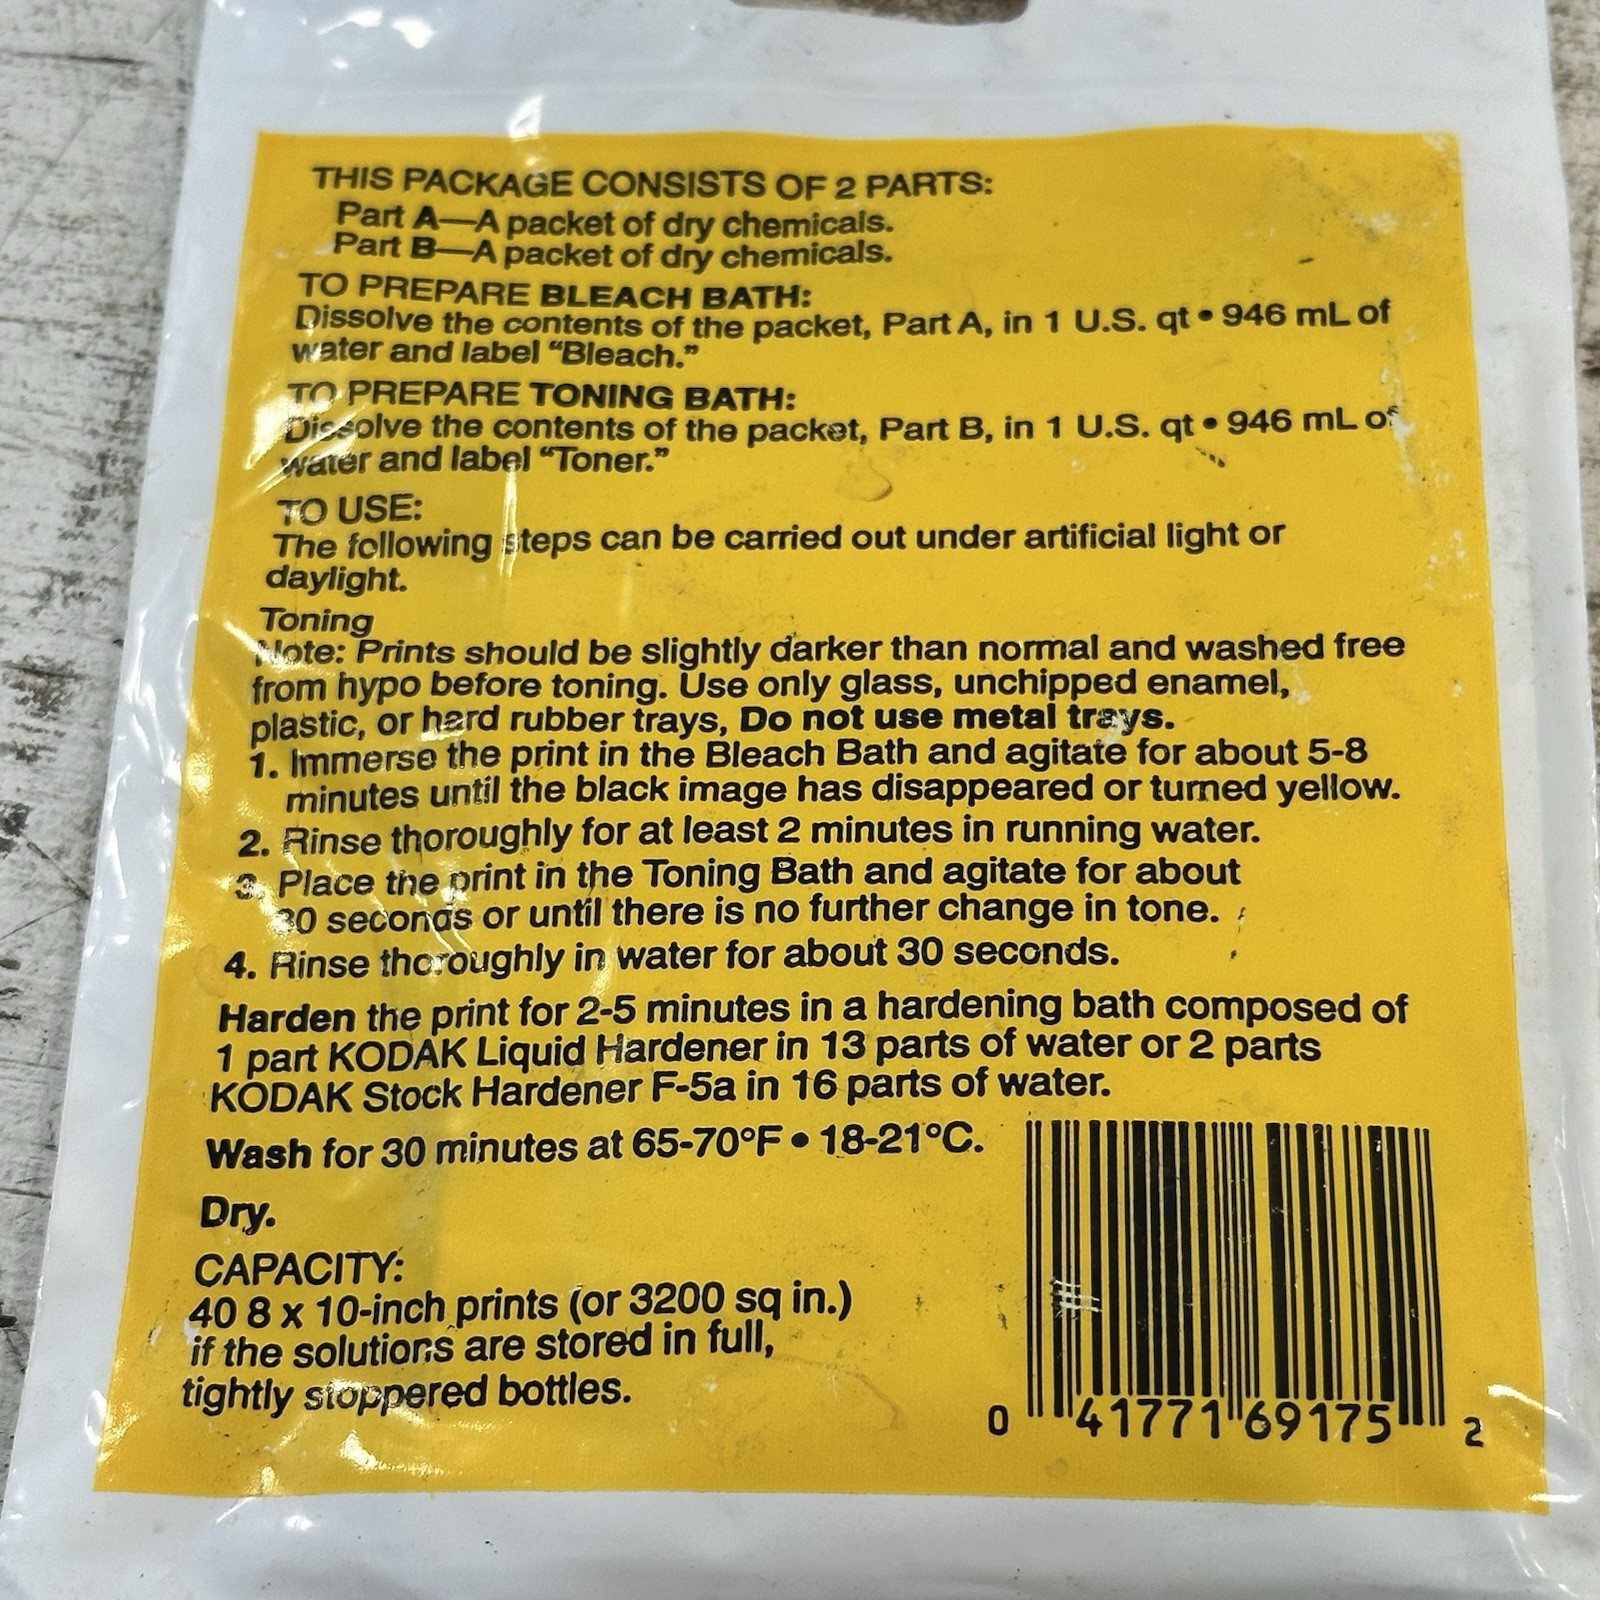 THIS PACKAGE CONSISTS OF 2 PARTS:
Part A—A packet of dry chemicals.
Part B—A packet of dry chemicals.
TO PREPARE BLEACH BATH:
Dissolve the contents of the packet, Part A, in 1 U.S. qt • 946 mL of
water and label “Bleach.”
TO PREPARE TONING BATH:
Dissolve the contents of the packet, Part B, in 1 U.S. qt • 946 mL of
water and label “Toner.”
TO USE:
The following steps can be carried out under artificial light or
daylight.
Toning
Note: Prints should be slightly darker than normal and washed free
from hypo before toning. Use only glass, unchipped enamel,
plastic, or hard rubber trays, Do not use metal trays.
1. Immerse the print in the Bleach Bath and agitate for about 5-8
minutes until the black image has disappeared or turned yellow.
2. Rinse thoroughly for at least 2 minutes in running water.
3. Place the print in the Toning Bath and agitate for about
30 seconds or until there is no further change in tone.
4. Rinse thoroughly in water for about 30 seconds.
Harden the print for 2-5 minutes in a hardening bath composed of
1 part KODAK Liquid Hardener in 13 parts of water or 2 parts
KODAK Stock Hardener F-5a in 16 parts of water.
Wash for 30 minutes at 65-70°F • 18-21°C.
Dry.
CAPACITY:
40 8 x 10-inch prints (or 3200 sq in.)
if the solutions are stored in full,
tightly stoppered bottles.
0 41771 69175 2